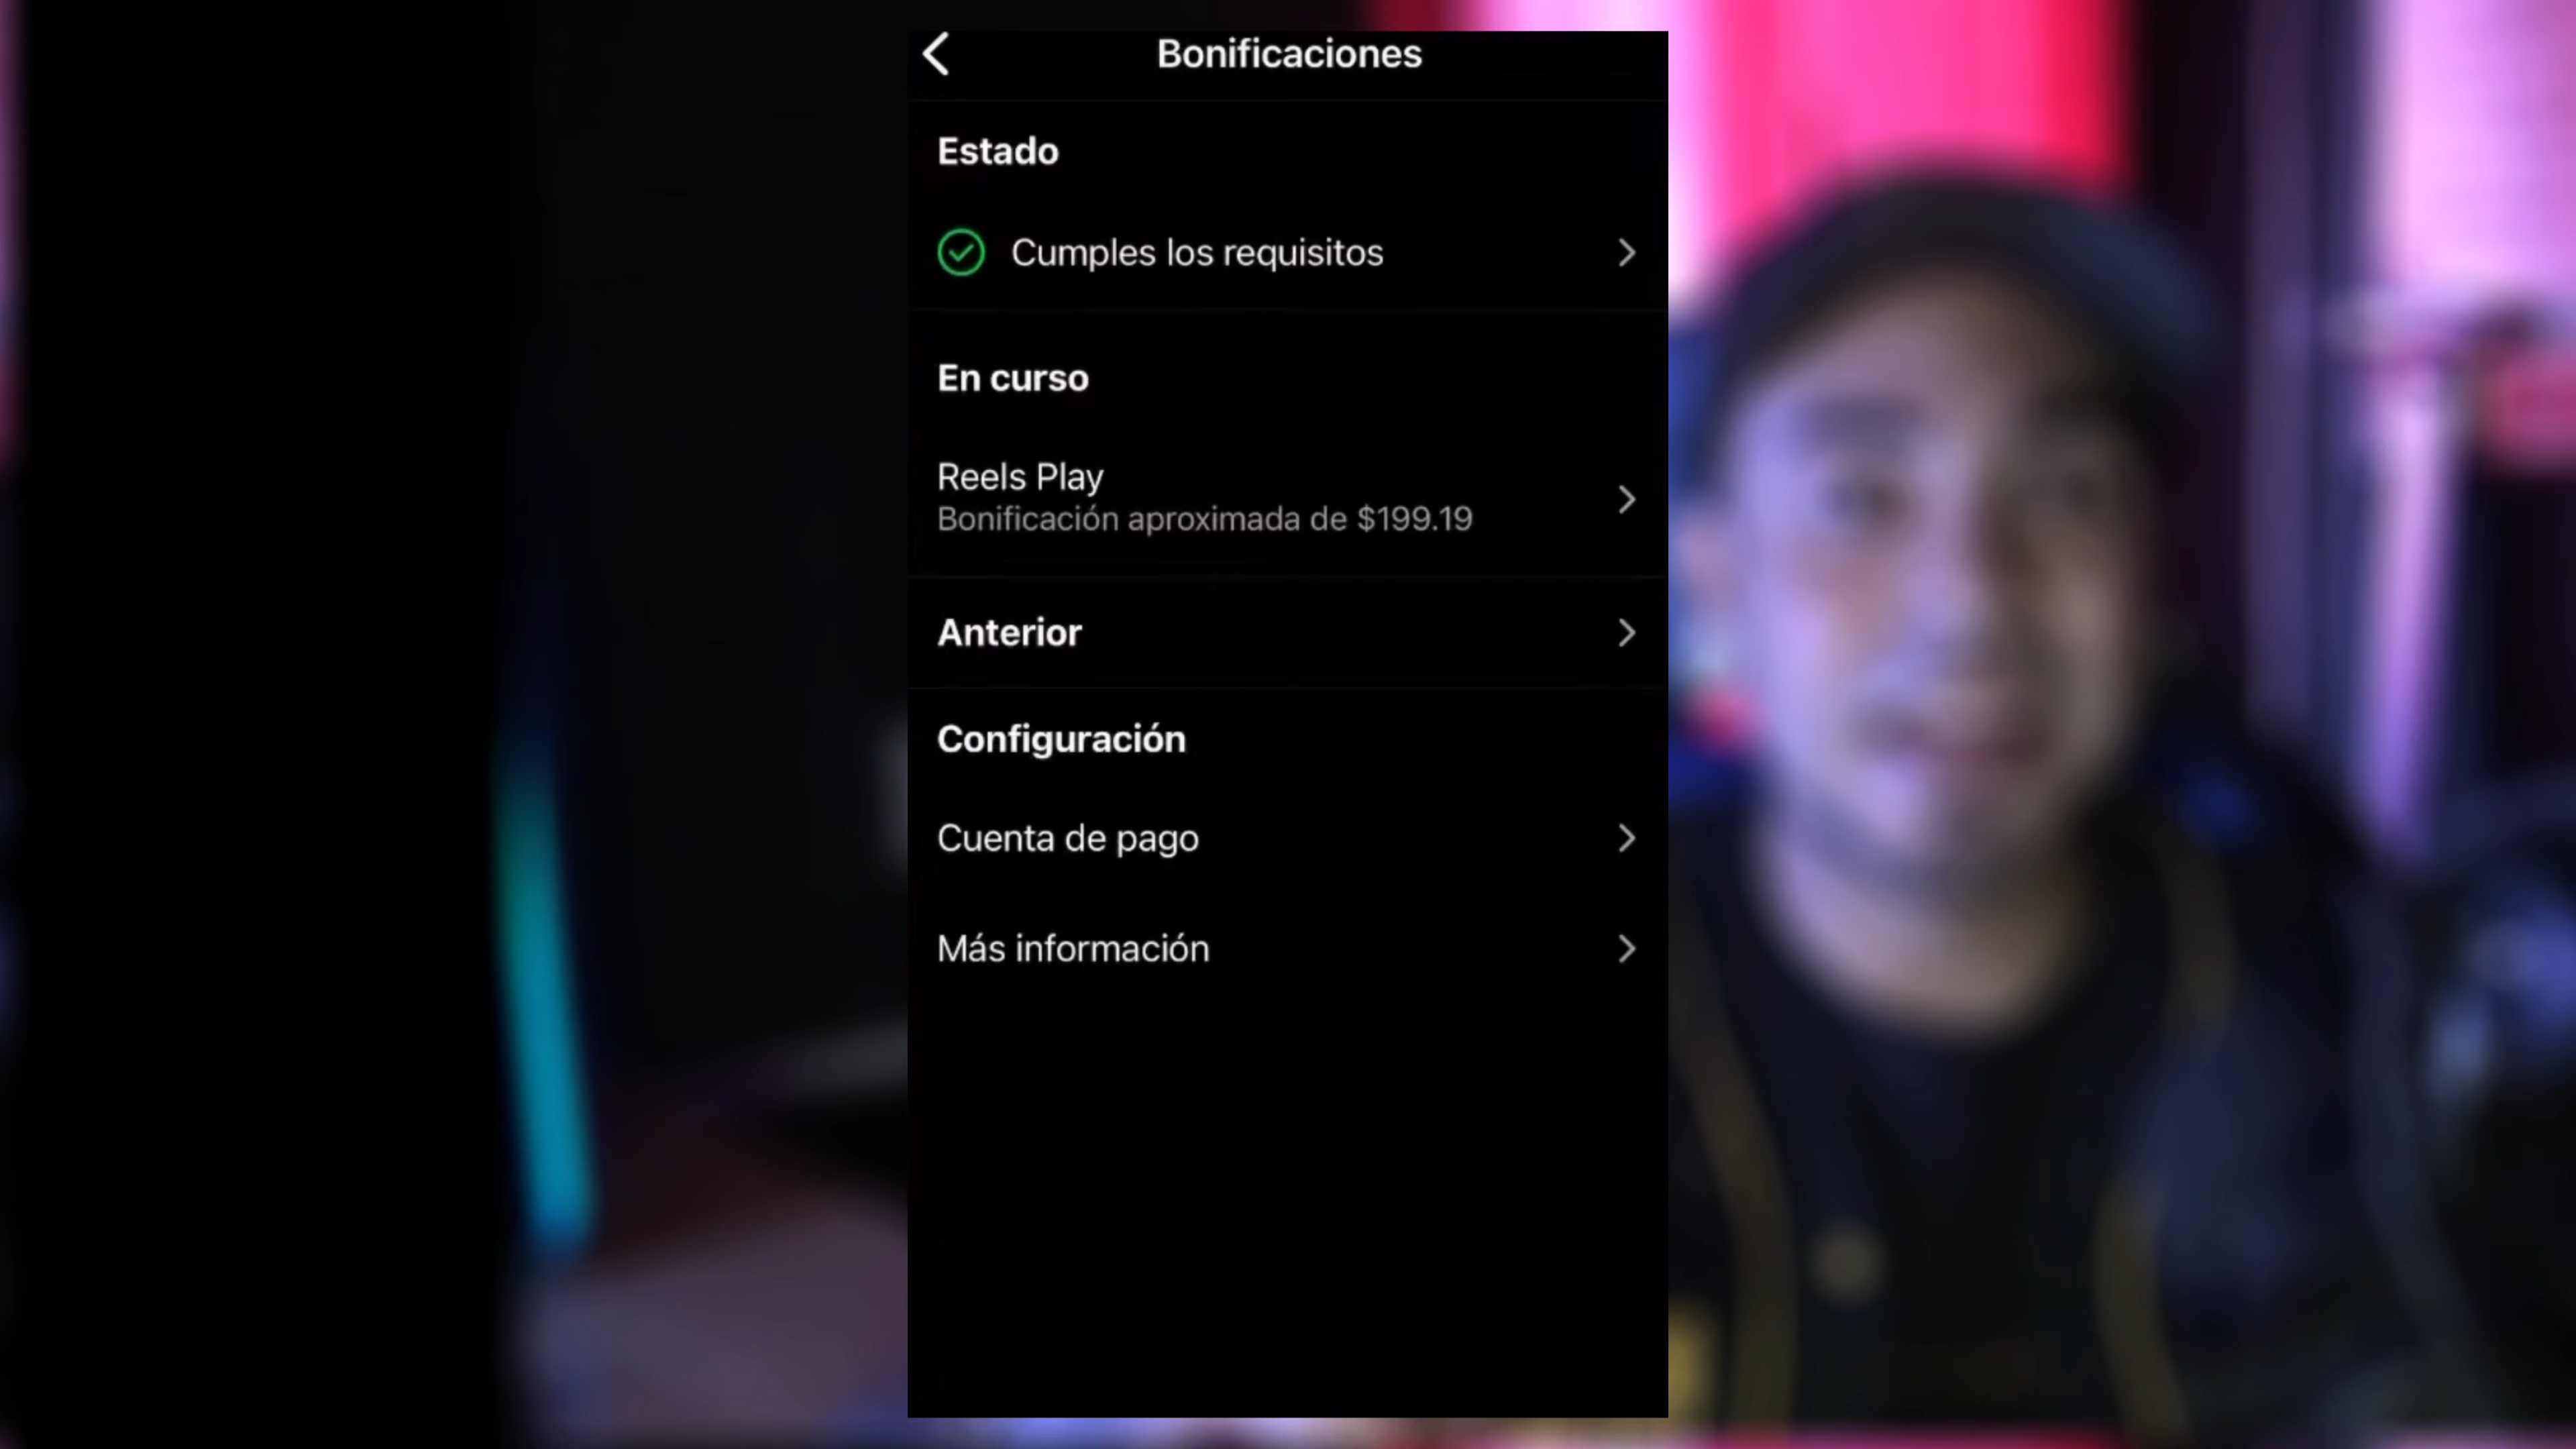 Bonificaciones
Estado
Cumples los requisitos
En curso
Reels Play
Bonificación aproximada de $199.19
Anterior
Configuración
Cuenta de pago
Más información